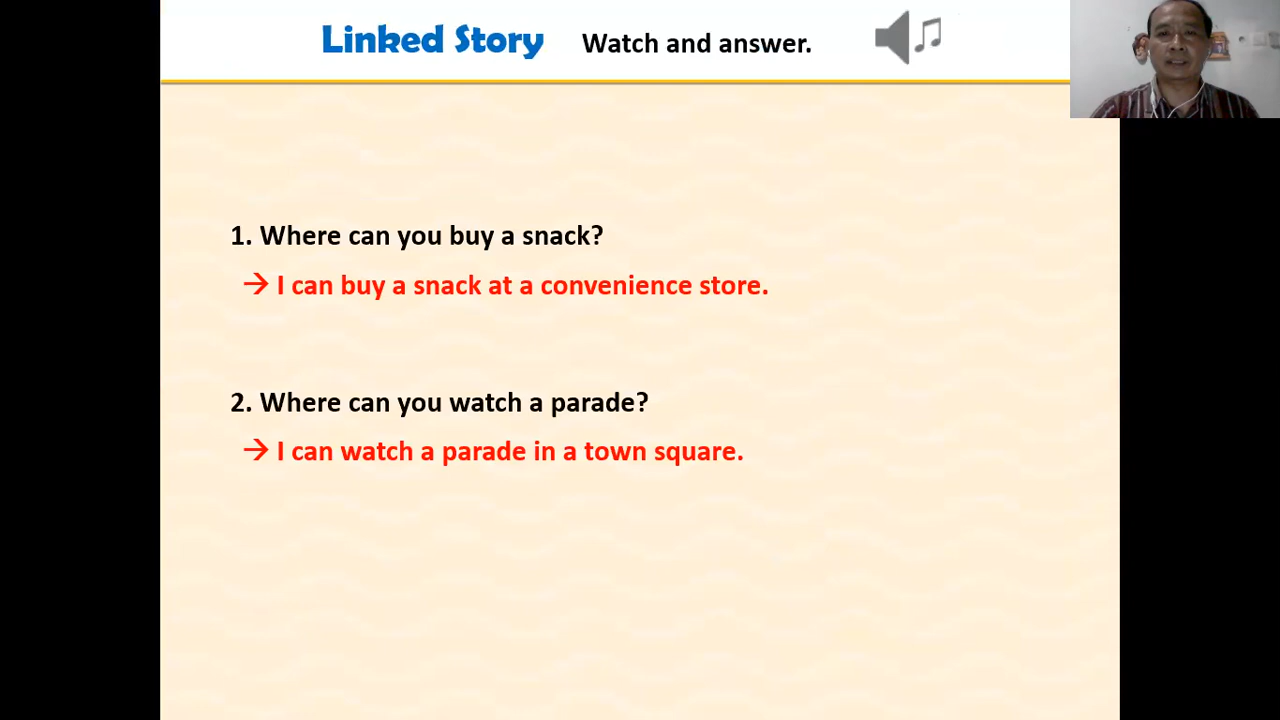 Linked Story Watch and answer.
1. Where can you buy a snack?
→ I can buy a snack at a convenience store.
2. Where can you watch a parade?
→ I can watch a parade in a town square.